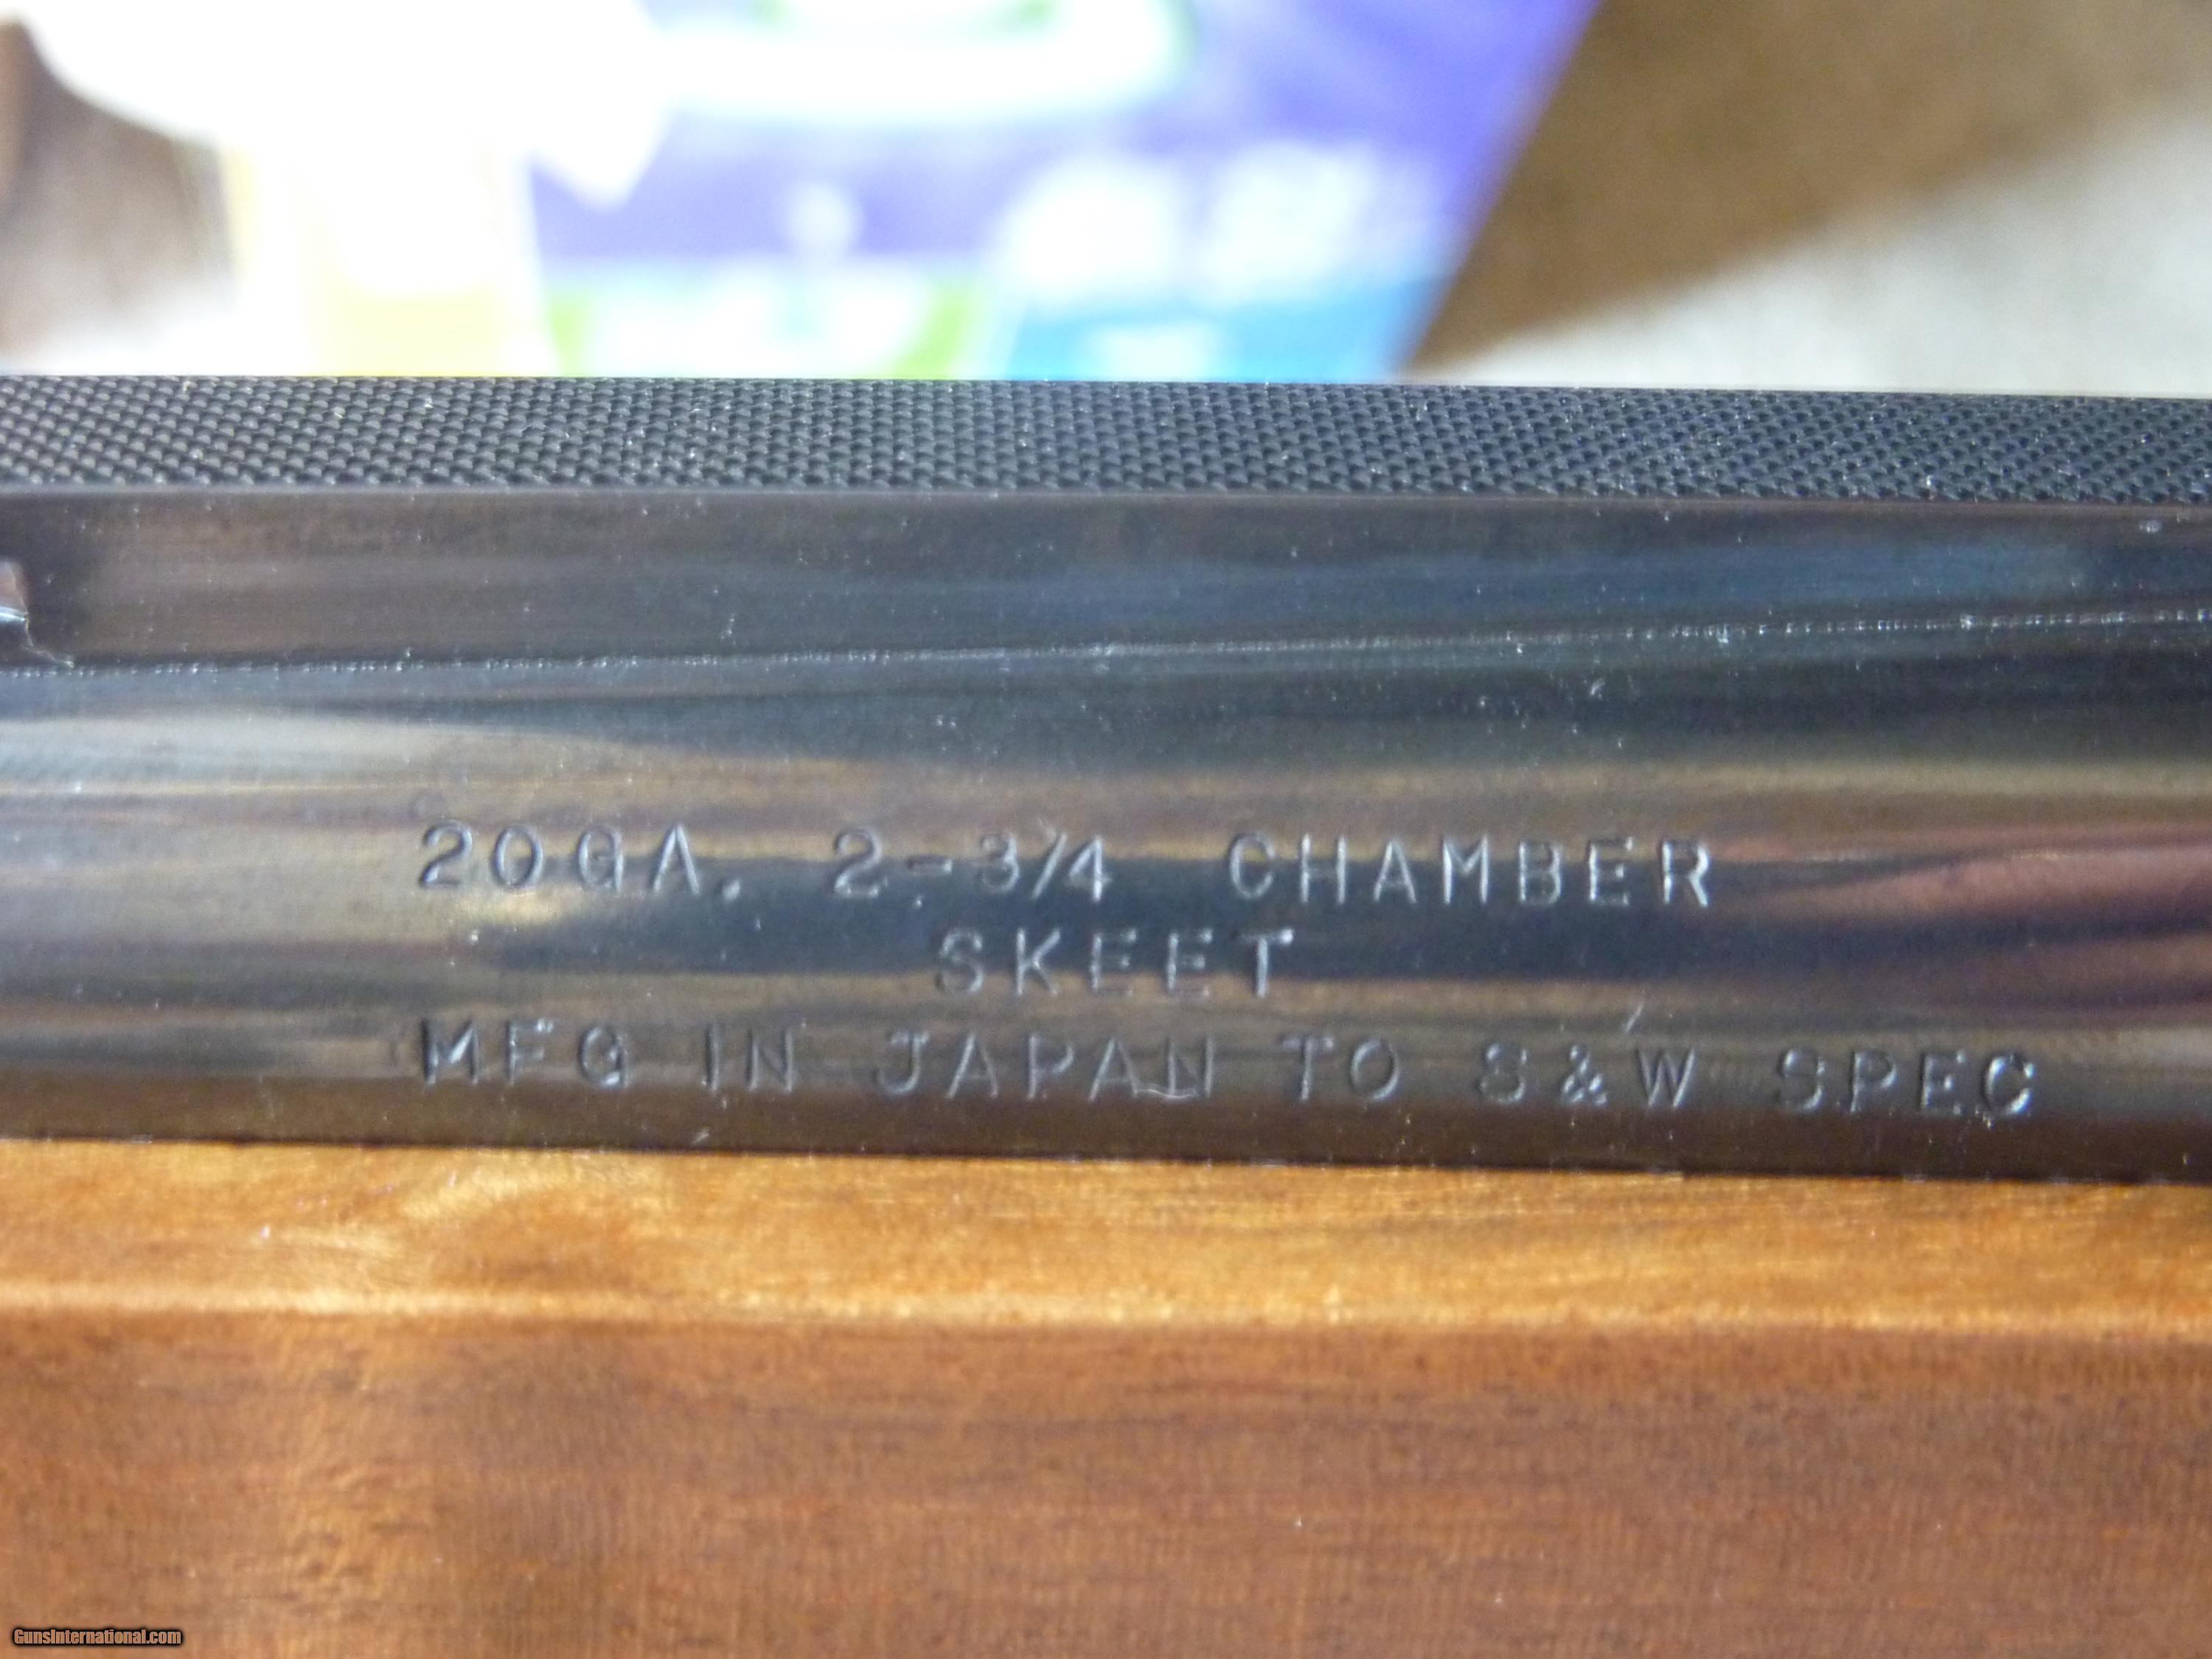 20GA. 2-3/4 CHAMBER
SKEET
MFG IN JAPAN TO S&W SPEC
GunsInternational.com